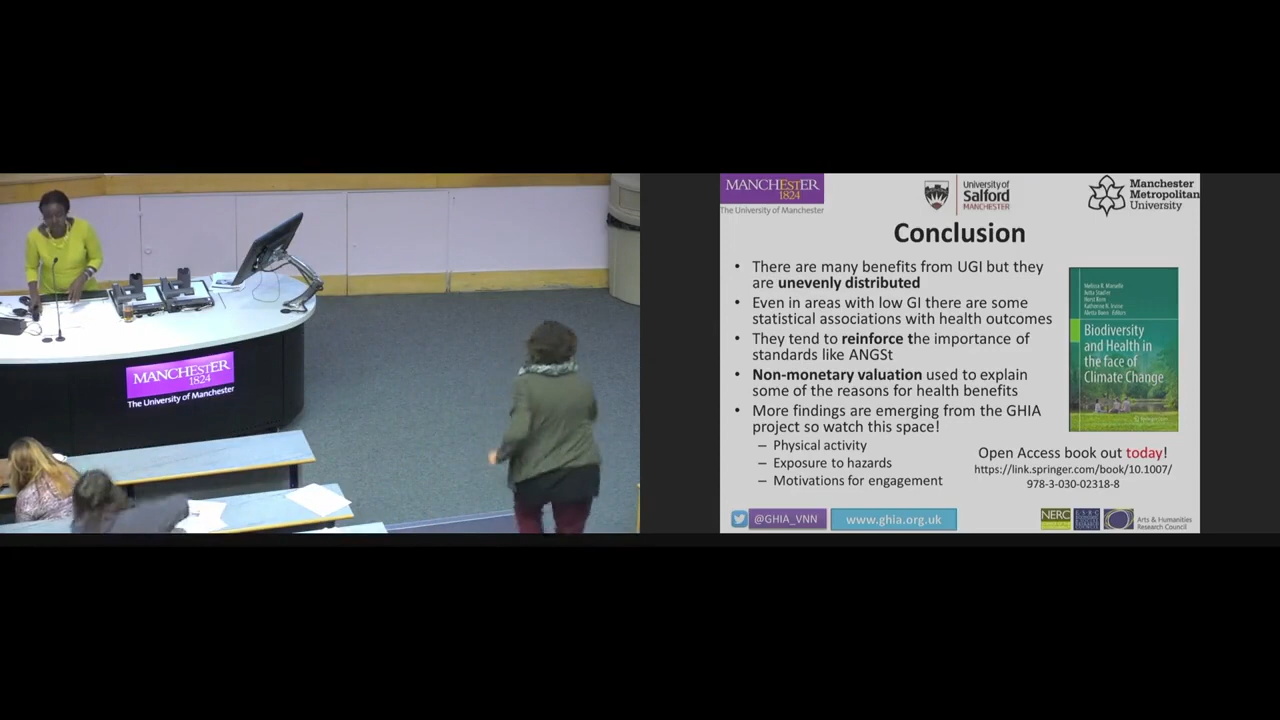 MANCHESTER
1824
The University of Manchester
MANCHESTER
1824
The University of Manchester
University of
Salford
MANCHESTER
Manchester
Metropolitan
University
Conclusion
• There are many benefits from UGI but they
are unevenly distributed
• Even in areas with low GI there are some
statistical associations with health outcomes
• They tend to reinforce the importance of
standards like ANGSt
• Non-monetary valuation used to explain
some of the reasons for health benefits
• More findings are emerging from the GHIA
project so watch this space!
– Physical activity
– Exposure to hazards
– Motivations for engagement
Biodiversity
and Health in
the face of
Climate Change
Open Access book out today!
https://link.springer.com/book/10.1007/
978-3-030-02318-8
@GHIA_VNN
www.ghia.org.uk
NERC
Arts & Humanities
Research Council